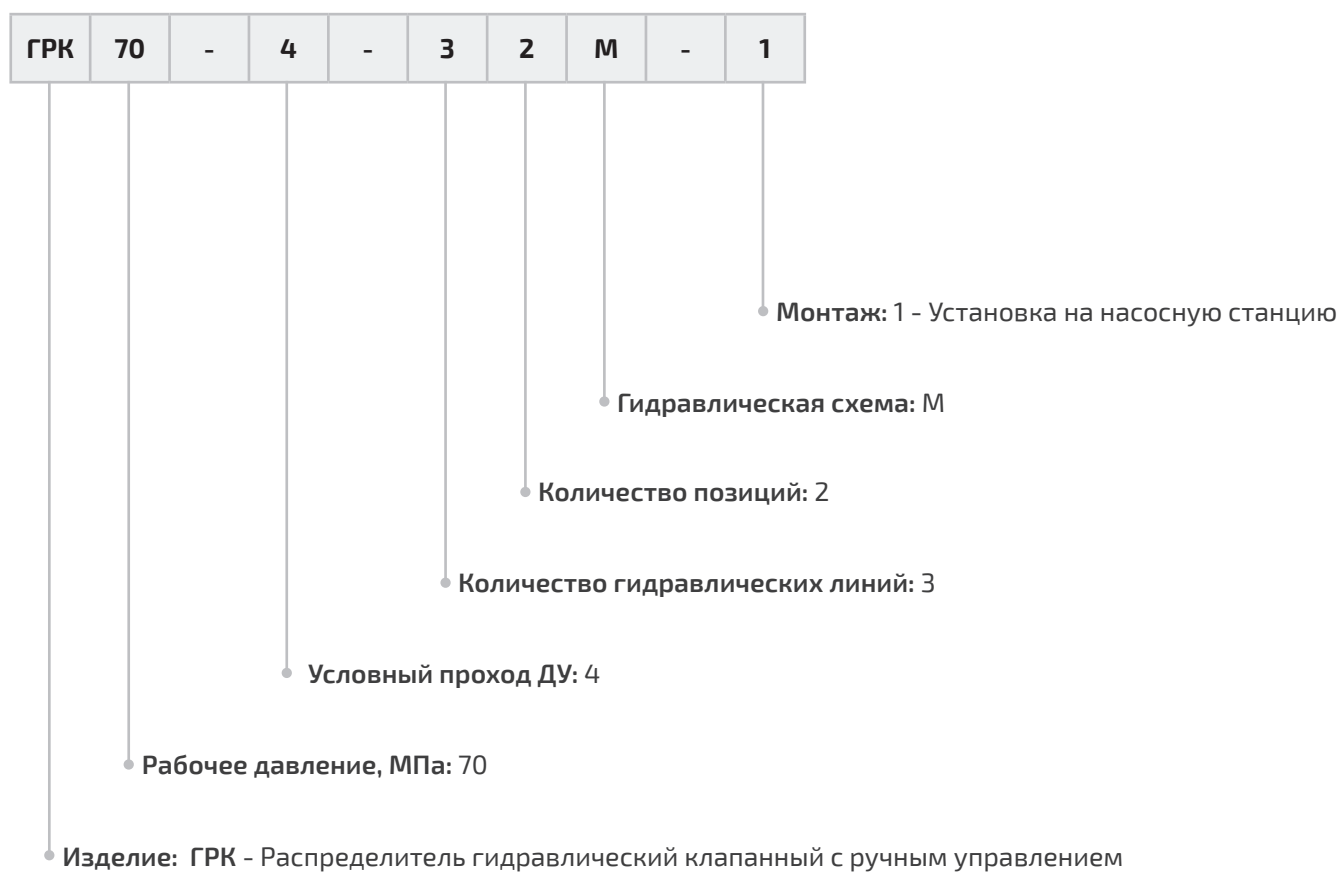 ГРК 70 - 4 - 3 2 М - 1
Монтаж: 1 - Установка на насосную станцию
Гидравлическая схема: М
Количество позиций: 2
Количество гидравлических линий: 3
Условный проход ДУ: 4
Рабочее давление, МПа: 70
Изделие: ГРК - Распределитель гидравлический клапанный с ручным управлением